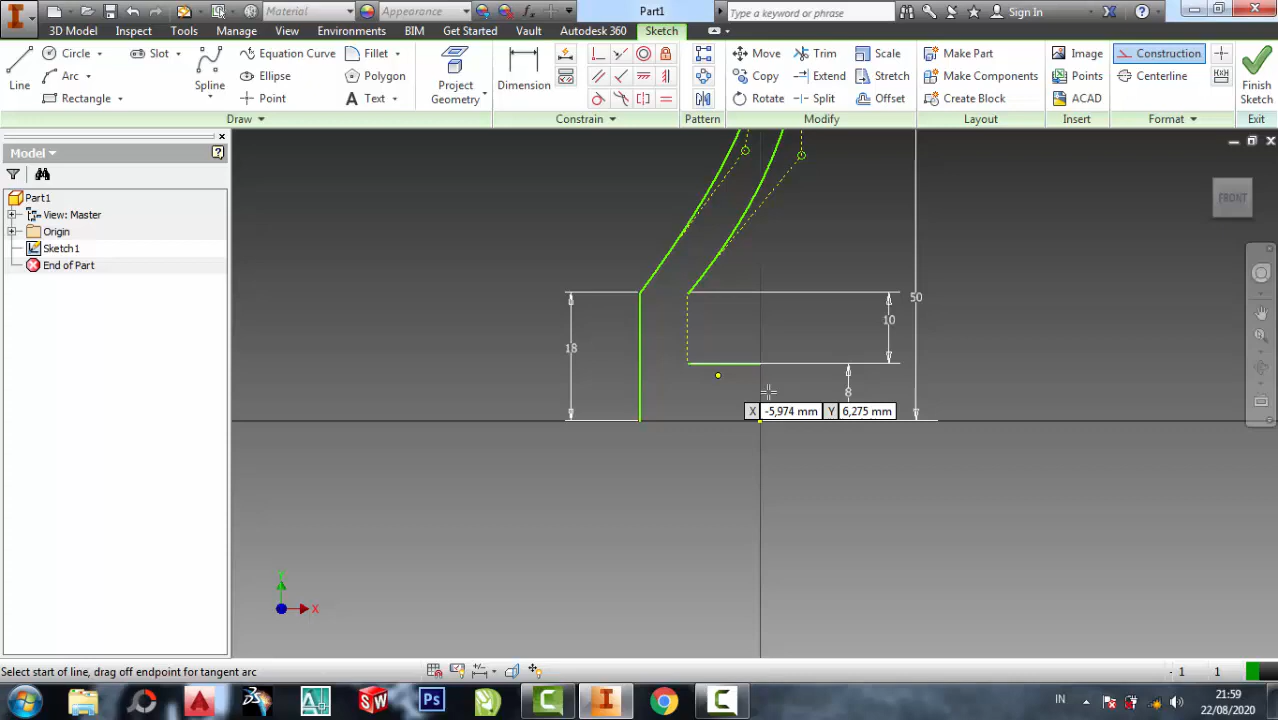 Material Appearance Part1 Type a keyword or phrase Sign In
3D Model Inspect Tools Manage View Environments BIM Get Started Vault Autodesk 360 Sketch
Line Circle Arc Rectangle Slot Spline Equation Curve Ellipse Point Fillet Polygon Text Project Geometry Dimension Move Copy Rotate Trim Extend Split Scale Stretch Offset Make Part Make Components Create Block Image Points ACAD Construction Centerline Finish Sketch
Draw Constrain Pattern Modify Layout Insert Format Exit
Model
Part1
View: Master
Origin
Sketch1
End of Part
FRONT
50
10
18
8
X -5,974 mm Y 6,275 mm
X
Select start of line, drag off endpoint for tangent arc 1 1
Ps SW IN 21:59
22/08/2020